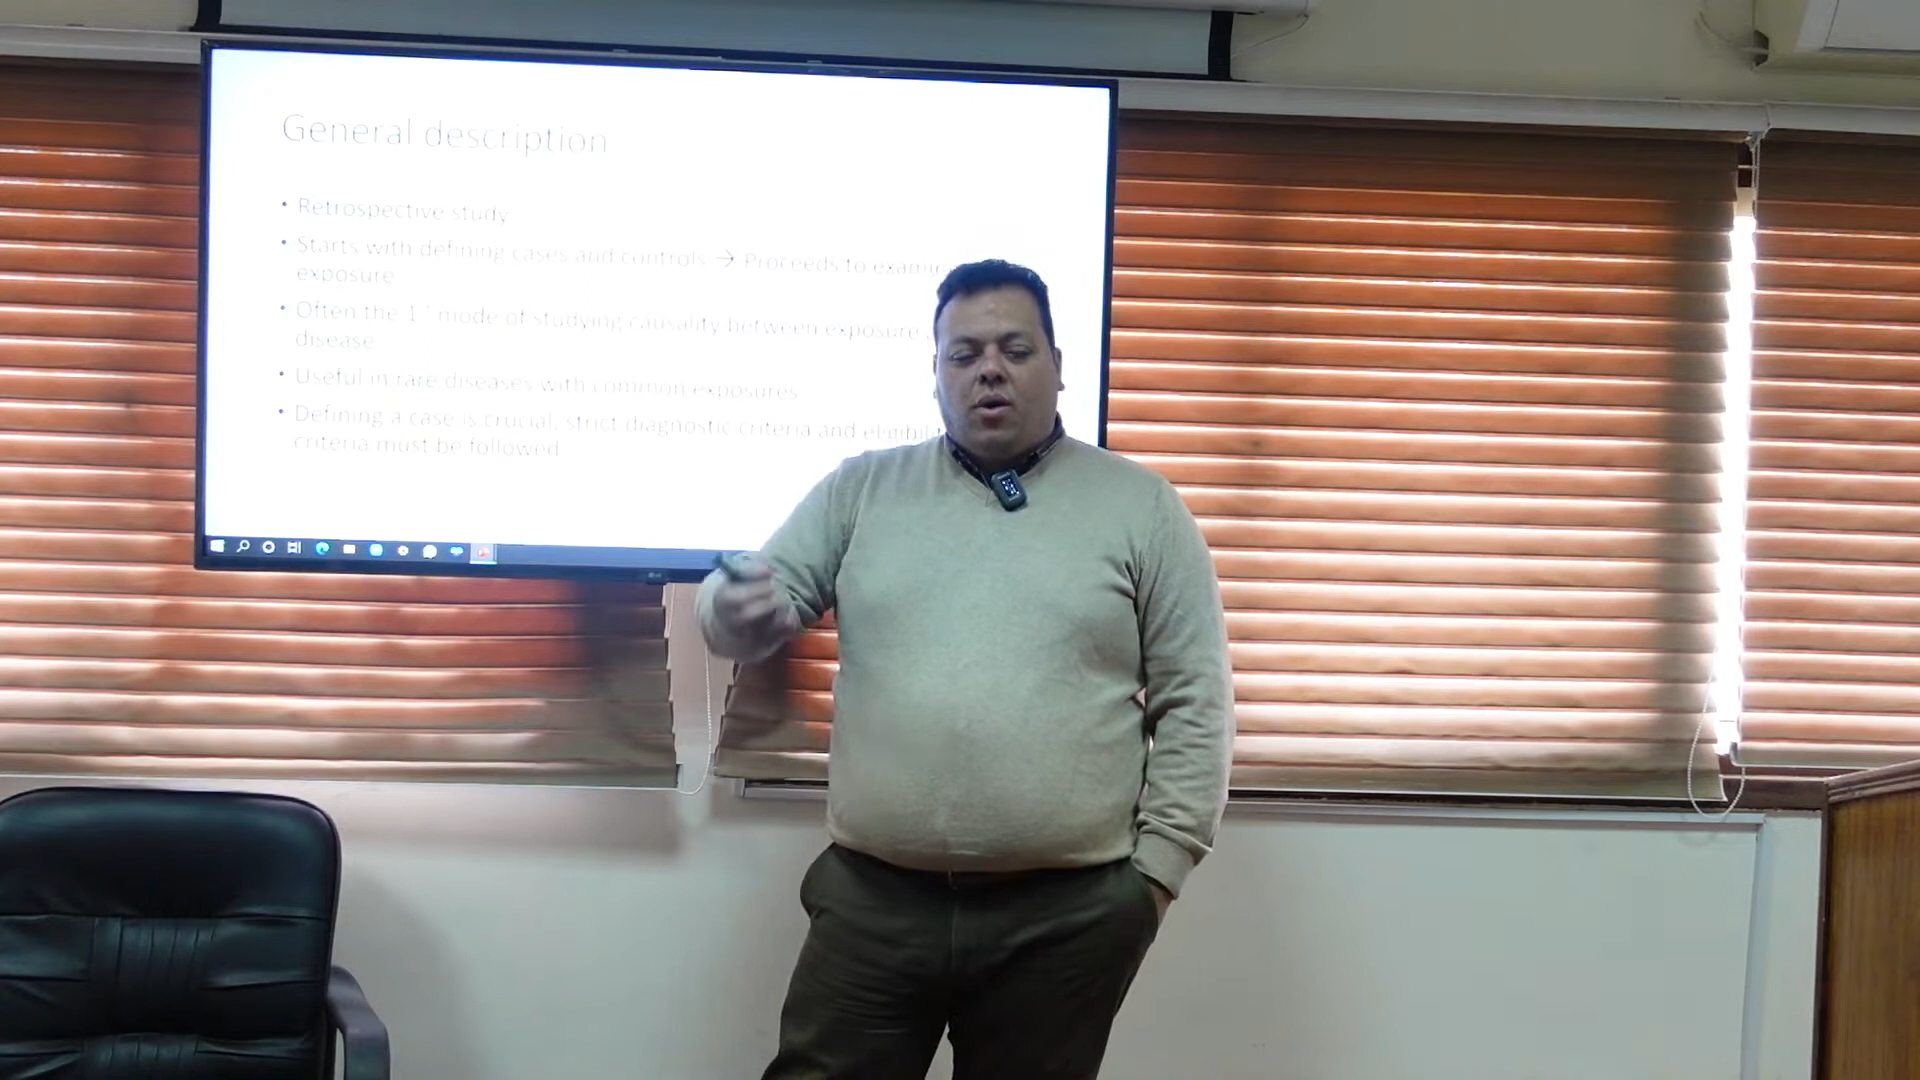 General description
• Retrospective study
• Starts with defining cases and controls → Proceeds to
exposure
• Often the 1 mode of studying causality between exposure
disease
• Useful in rare diseases with common exposures
• Defining a case is crucial, strict diagnostic criteria and
criteria must be followed